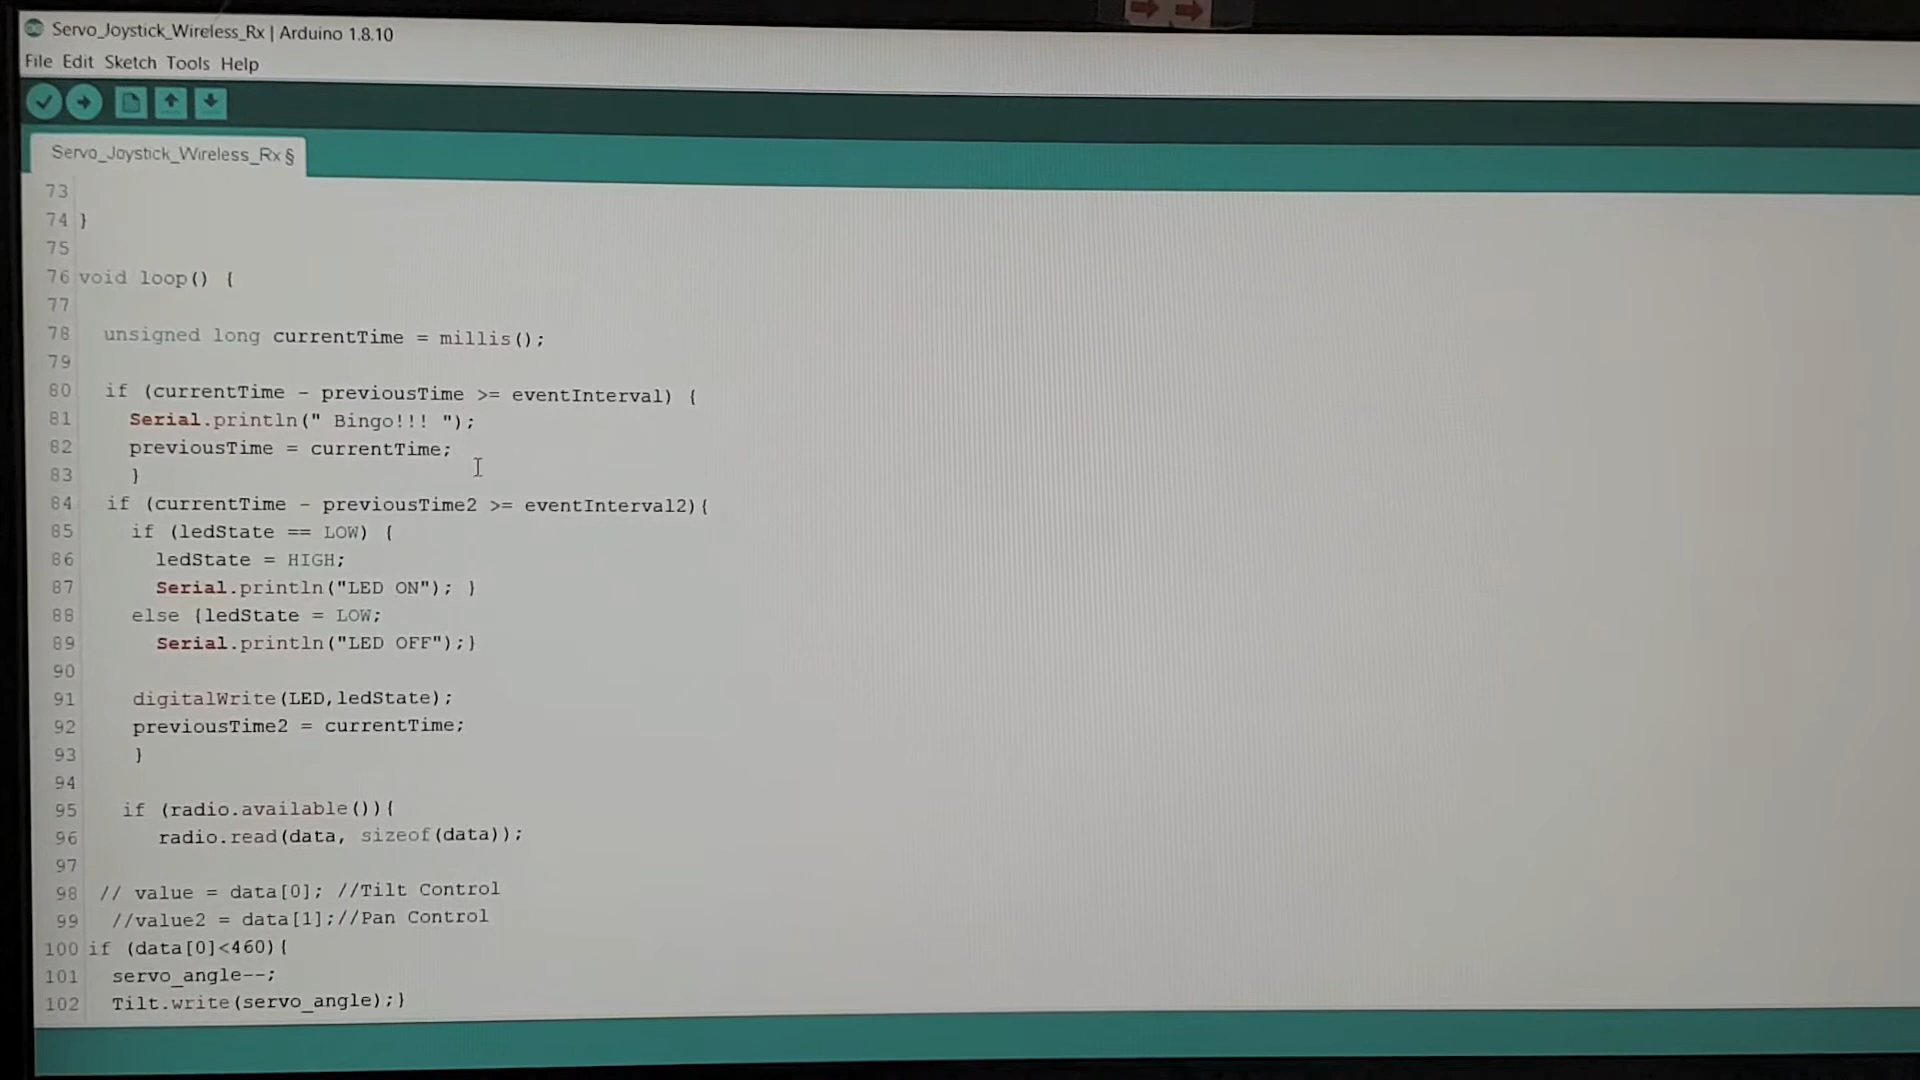 Servo_Joystick_Wireless_Rx | Arduino 1.8.10
File Edit Sketch Tools Help
Servo_Joystick_Wireless_Rx §
73
74 }
75
76 void loop() {
77
78 unsigned long currentTime = millis();
79
80 if (currentTime - previousTime >= eventInterval) {
81 Serial.println(" Bingo!!! ");
82 previousTime = currentTime;
83 }
84 if (currentTime - previousTime2 >= eventInterval2){
85 if (ledState == LOW) {
86 ledState = HIGH;
87 Serial.println("LED ON"); }
88 else {ledState = LOW;
89 Serial.println("LED OFF");}
90
91 digitalWrite(LED,ledState);
92 previousTime2 = currentTime;
93 }
94
95 if (radio.available()){
96 radio.read(data, sizeof(data));
97
98 // value = data[0]; //Tilt Control
99 //value2 = data[1];//Pan Control
100 if (data[0]<460){
101 servo_angle--;
102 Tilt.write(servo_angle);}